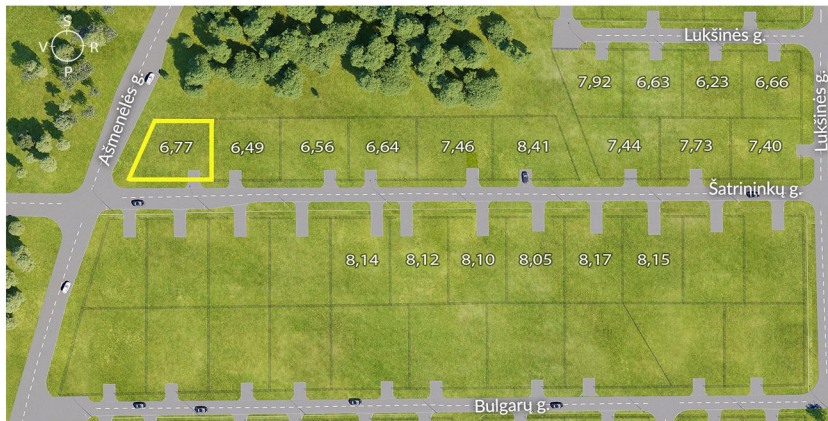 S
V R
P
Lukšinės g.
Ašmenėlės g.
Lukšinės g.
7,92 6,63 6,23 6,66
6,77 6,49 6,56 6,64 7,46 8,41 7,44 7,73 7,40
Šatrininkų g.
8,14 8,12 8,10 8,05 8,17 8,15
Bulgarų g.